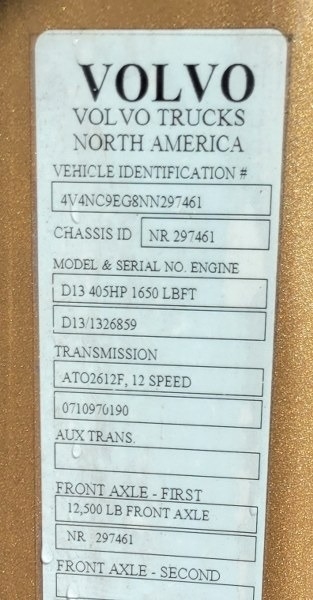 VOLVO
VOLVO TRUCKS
NORTH AMERICA
VEHICLE IDENTIFICATION #
4V4NC9EG8NN297461
CHASSIS ID NR 297461
MODEL & SERIAL NO. ENGINE
D13 405HP 1650 LBFT
D13/1326859
TRANSMISSION
ATO2612F, 12 SPEED
0710970190
AUX TRANS.
FRONT AXLE - FIRST
12,500 LB FRONT AXLE
NR 297461
FRONT AXLE - SECOND